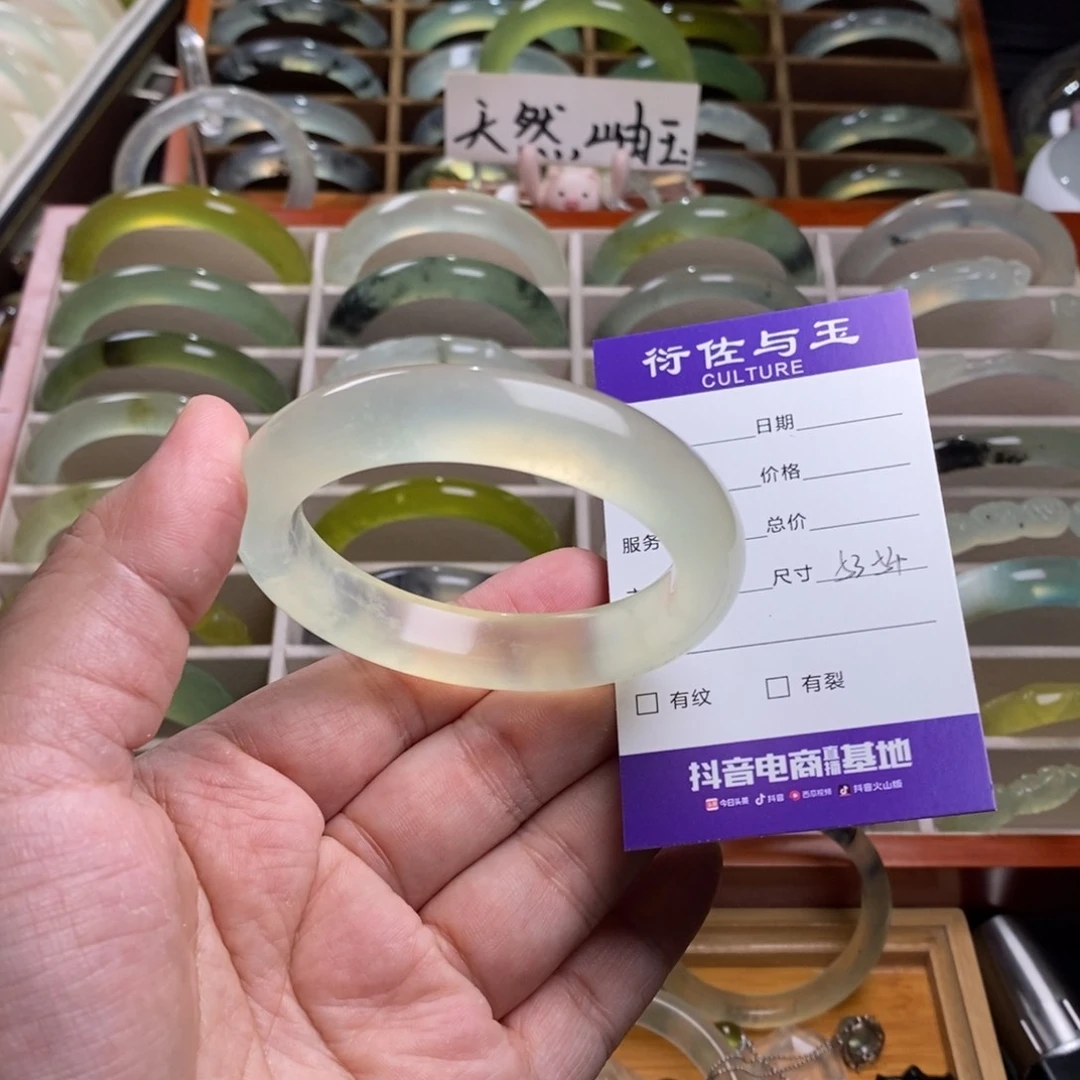 天然岫玉
衍佐与玉
CULTURE
日期
价格
总价
服务
尺寸 53 54
有纹 有裂
抖音电商直播基地
今日头条 抖音 西瓜视频 抖音火山版